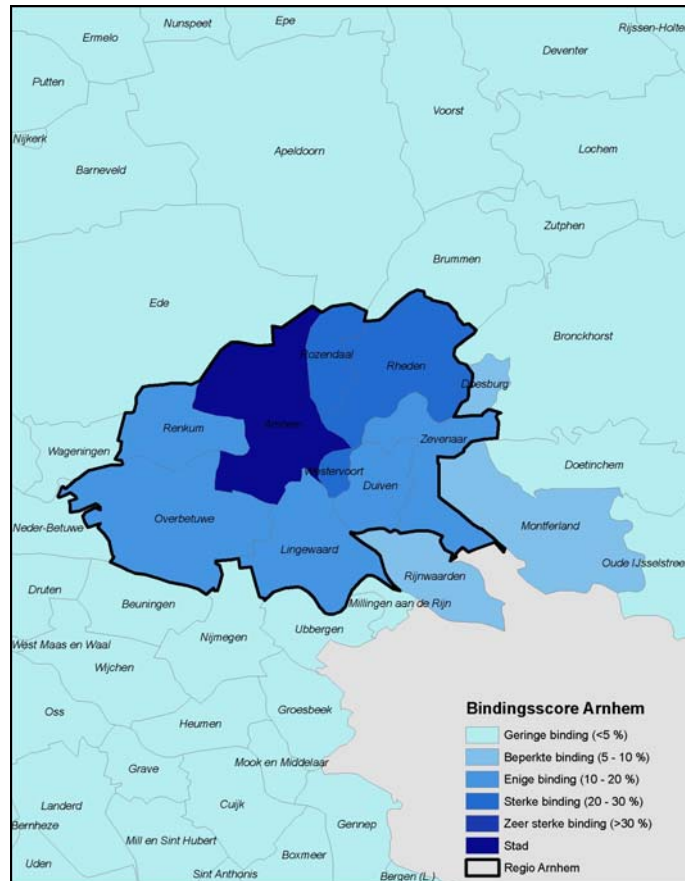 Nunspeet
Epe
Ermelo
Rijssen-Holte
Deventer
Putten
Voorst
Nijkerk
Apeldoorn
Lochem
Barneveld
Zutphen
Brummen
Ede
Bronckhorst
Rozendaal
Rheden
Doesburg
Arnhem
Renkum
Zevenaar
Wageningen
Westervoort
Doetinchem
Duiven
Overbetuwe
Montferland
Neder-Betuwe
Lingewaard
Oude IJsselstree
Rijnwaarden
Druten
Beuningen
Millingen aan de Rijn
Ubbergen
Nijmegen
West Maas en Waal
Wijchen
Groesbeek
Oss
Heumen
Mook en Middelaar
Grave
Landerd
Cuijk
Gennep
Bernheze
Mill en Sint Hubert
Boxmeer
Uden
Sint Anthonis
Bergen (L.)
Bindingsscore Arnhem
Geringe binding (<5 %)
Beperkte binding (5 - 10 %)
Enige binding (10 - 20 %)
Sterke binding (20 - 30 %)
Zeer sterke binding (>30 %)
Stad
Regio Arnhem